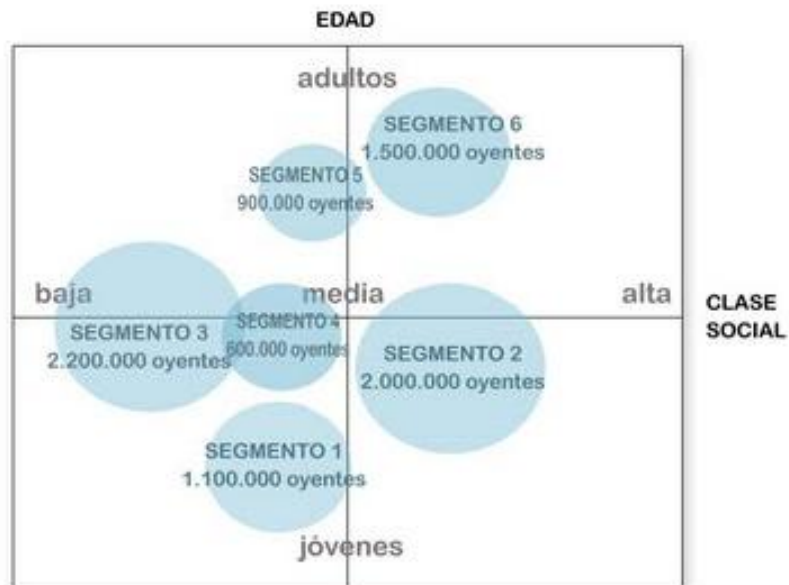 EDAD
adultos
SEGMENTO 6
1.500.000 oyentes
SEGMENTO 5
900.000 oyentes
baja
media
alta
CLASE
SOCIAL
SEGMENTO 3
2.200.000 oyentes
SEGMENTO 4
600.000 oyentes
SEGMENTO 2
2.000.000 oyentes
SEGMENTO 1
1.100.000 oyentes
jóvenes